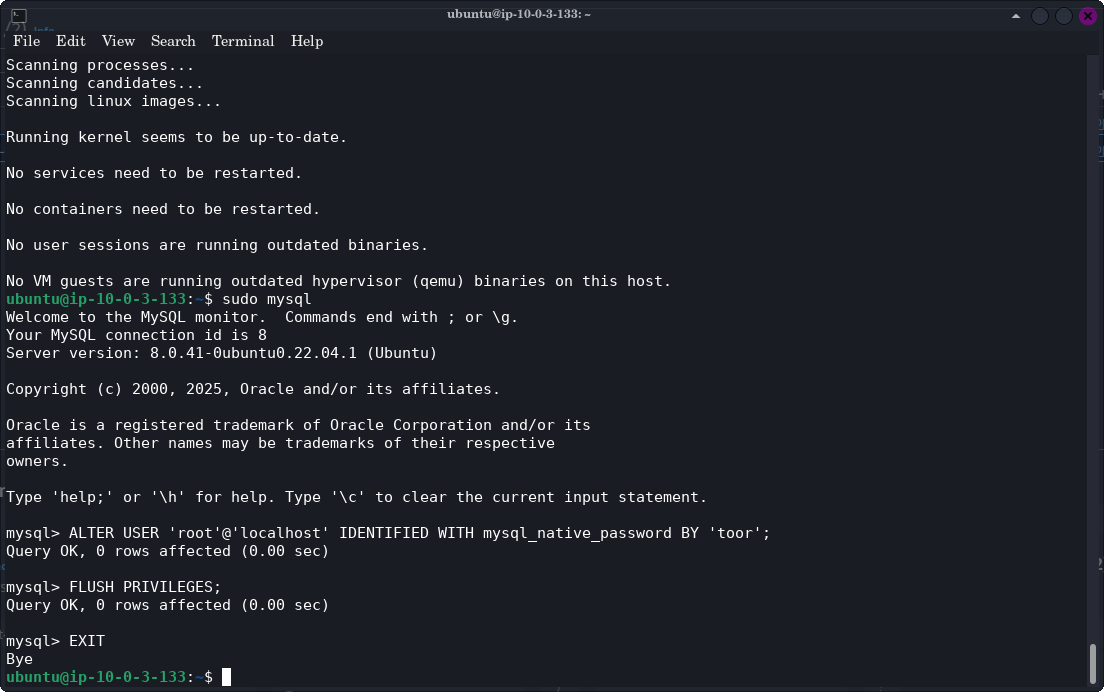 ubuntu@ip-10-0-3-133: ~
File Edit View Search Terminal Help
Scanning processes...
Scanning candidates...
Scanning linux images...
Running kernel seems to be up-to-date.
No services need to be restarted.
No containers need to be restarted.
No user sessions are running outdated binaries.
No VM guests are running outdated hypervisor (qemu) binaries on this host.
ubuntu@ip-10-0-3-133:~$ sudo mysql
Welcome to the MySQL monitor.  Commands end with ; or \g.
Your MySQL connection id is 8
Server version: 8.0.41-0ubuntu0.22.04.1 (Ubuntu)
Copyright (c) 2000, 2025, Oracle and/or its affiliates.
Oracle is a registered trademark of Oracle Corporation and/or its
affiliates. Other names may be trademarks of their respective
owners.
Type 'help;' or '\h' for help. Type '\c' to clear the current input statement.
mysql> ALTER USER 'root'@'localhost' IDENTIFIED WITH mysql_native_password BY 'toor';
Query OK, 0 rows affected (0.00 sec)
mysql> FLUSH PRIVILEGES;
Query OK, 0 rows affected (0.00 sec)
mysql> EXIT
Bye
ubuntu@ip-10-0-3-133:~$